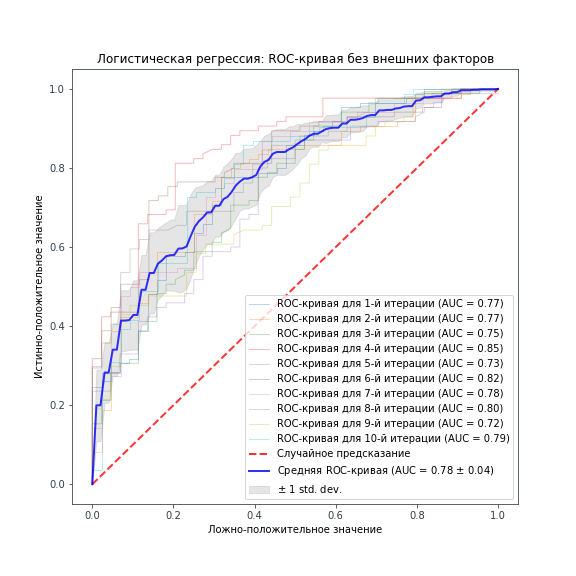 Логистическая регрессия: ROC-кривая без внешних факторов
1.0
0.8
0.6
0.4
0.2
0.0
Истинно-положительное значение
ROC-кривая для 1-й итерации (AUC = 0.77)
ROC-кривая для 2-й итерации (AUC = 0.77)
ROC-кривая для 3-й итерации (AUC = 0.75)
ROC-кривая для 4-й итерации (AUC = 0.85)
ROC-кривая для 5-й итерации (AUC = 0.73)
ROC-кривая для 6-й итерации (AUC = 0.82)
ROC-кривая для 7-й итерации (AUC = 0.78)
ROC-кривая для 8-й итерации (AUC = 0.80)
ROC-кривая для 9-й итерации (AUC = 0.72)
ROC-кривая для 10-й итерации (AUC = 0.79)
Случайное предсказание
Средняя ROC-кривая (AUC = 0.78 ± 0.04)
± 1 std. dev.
0.0 0.2 0.4 0.6 0.8 1.0
Ложно-положительное значение